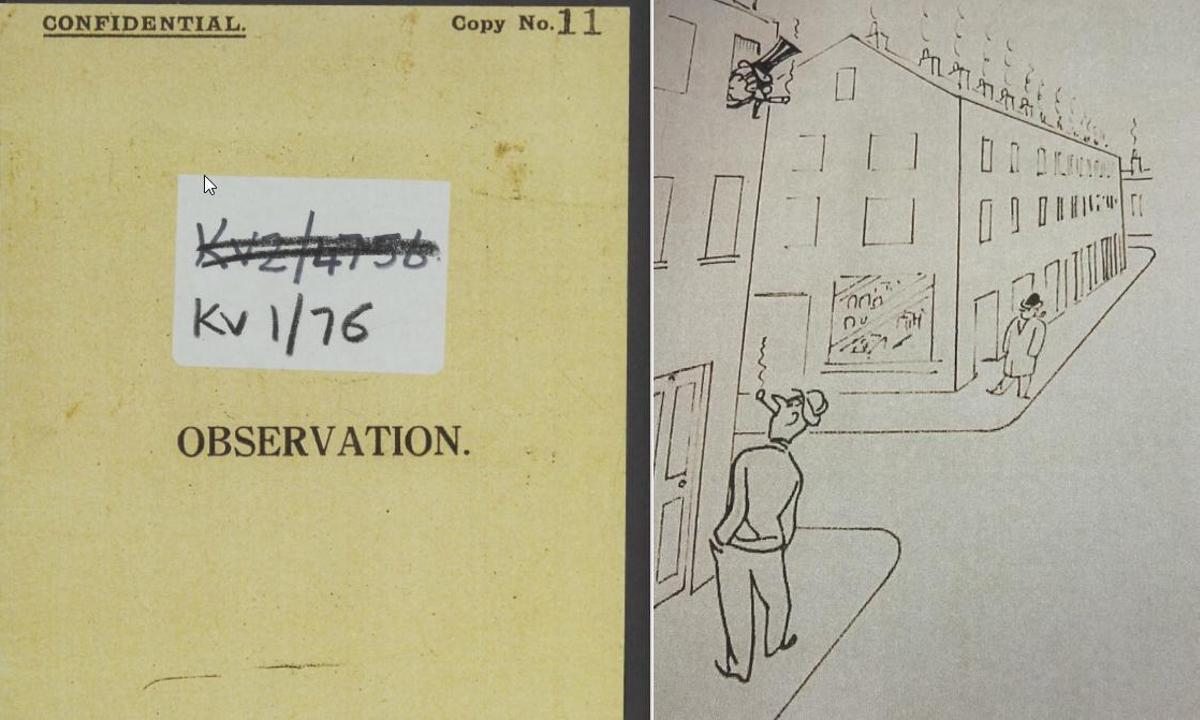 CONFIDENTIAL.
Copy No. 11
KV2/4756
KV 1/76
OBSERVATION.